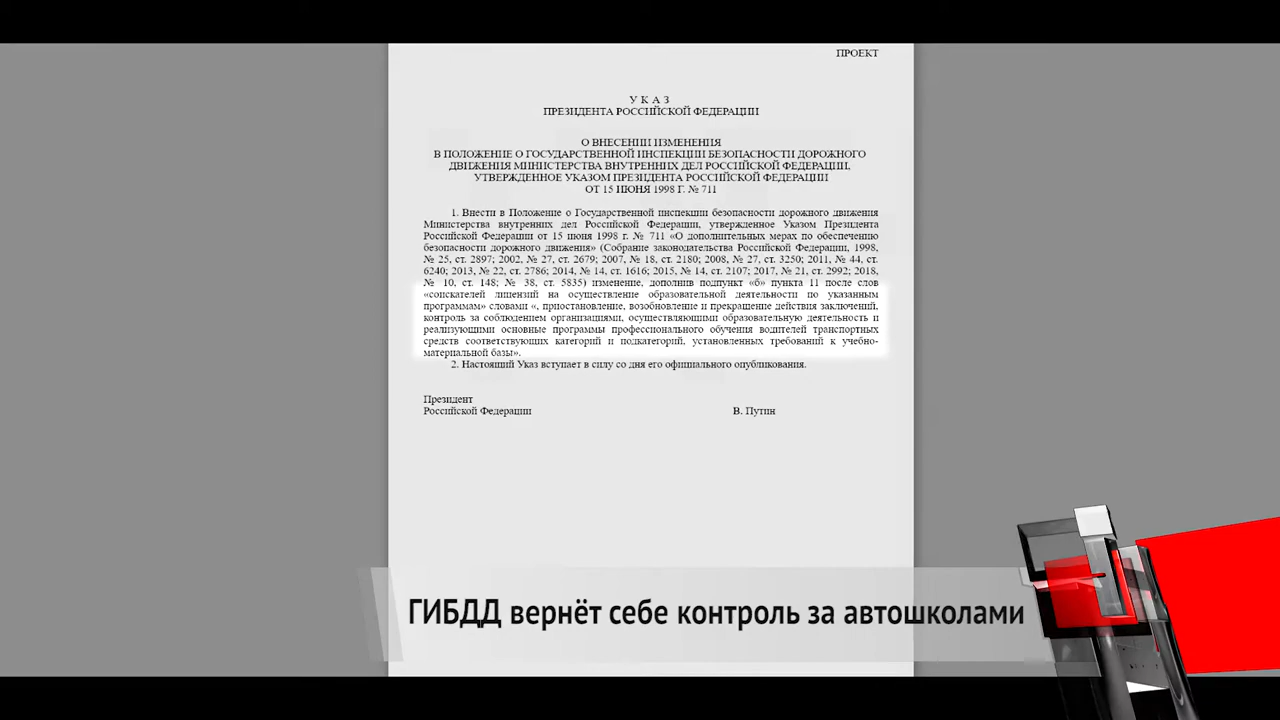 ПРОЕКТ
У К А З
ПРЕЗИДЕНТА РОССИЙСКОЙ ФЕДЕРАЦИИ
О ВНЕСЕНИИ ИЗМЕНЕНИЯ
В ПОЛОЖЕНИЕ О ГОСУДАРСТВЕННОЙ ИНСПЕКЦИИ БЕЗОПАСНОСТИ ДОРОЖНОГО
ДВИЖЕНИЯ МИНИСТЕРСТВА ВНУТРЕННИХ ДЕЛ РОССИЙСКОЙ ФЕДЕРАЦИИ,
УТВЕРЖДЕННОЕ УКАЗОМ ПРЕЗИДЕНТА РОССИЙСКОЙ ФЕДЕРАЦИИ
ОТ 15 ИЮНЯ 1998 Г. № 711
1. Внести в Положение о Государственной инспекции безопасности дорожного движения
Министерства внутренних дел Российской Федерации, утвержденное Указом Президента
Российской Федерации от 15 июня 1998 г. № 711 «О дополнительных мерах по обеспечению
безопасности дорожного движения» (Собрание законодательства Российской Федерации, 1998,
№ 25, ст. 2897; 2002, № 27, ст. 2679; 2007, № 18, ст. 2180; 2008, № 27, ст. 3250; 2011, № 44, ст.
6240; 2013, № 22, ст. 2786; 2014, № 14, ст. 1616; 2015, № 14, ст. 2107; 2017, № 21, ст. 2992; 2018,
№ 10, ст. 148; № 38, ст. 5835) изменение, дополнив подпункт «б» пункта 11 после слов
«соискателей лицензий на осуществление образовательной деятельности по указанным
программам» словами «, приостановление, возобновление и прекращение действия заключений,
контроль за соблюдением организациями, осуществляющими образовательную деятельность и
реализующими основные программы профессионального обучения водителей транспортных
средств соответствующих категорий и подкатегорий, установленных требований к учебно-
материальной базы».
2. Настоящий Указ вступает в силу со дня его официального опубликования.
Президент
Российской Федерации В. Путин
ГИБДД вернёт себе контроль за автошколами